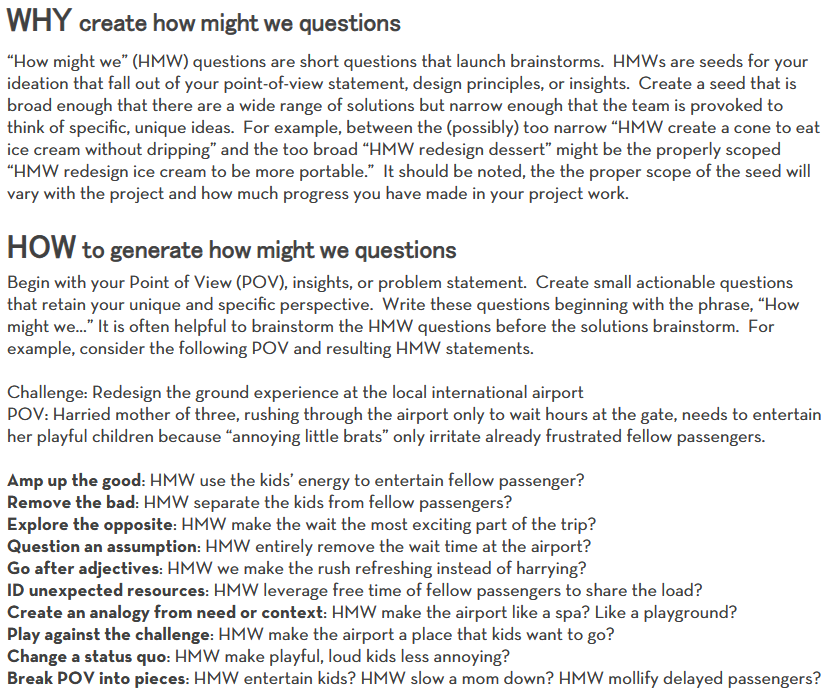 WHY create how might we questions
“How might we” (HMW) questions are short questions that launch brainstorms.  HMWs are seeds for your
ideation that fall out of your point-of-view statement, design principles, or insights.  Create a seed that is
broad enough that there are a wide range of solutions but narrow enough that the team is provoked to
think of specific, unique ideas.  For example, between the (possibly) too narrow “HMW create a cone to eat
ice cream without dripping” and the too broad “HMW redesign dessert” might be the properly scoped
“HMW redesign ice cream to be more portable.”  It should be noted, the the proper scope of the seed will
vary with the project and how much progress you have made in your project work.
HOW to generate how might we questions
Begin with your Point of View (POV), insights, or problem statement.  Create small actionable questions
that retain your unique and specific perspective.  Write these questions beginning with the phrase, “How
might we...” It is often helpful to brainstorm the HMW questions before the solutions brainstorm.  For
example, consider the following POV and resulting HMW statements.
Challenge: Redesign the ground experience at the local international airport
POV: Harried mother of three, rushing through the airport only to wait hours at the gate, needs to entertain
her playful children because “annoying little brats” only irritate already frustrated fellow passengers.
Amp up the good: HMW use the kids’ energy to entertain fellow passenger?
Remove the bad: HMW separate the kids from fellow passengers?
Explore the opposite: HMW make the wait the most exciting part of the trip?
Question an assumption: HMW entirely remove the wait time at the airport?
Go after adjectives: HMW we make the rush refreshing instead of harrying?
ID unexpected resources: HMW leverage free time of fellow passengers to share the load?
Create an analogy from need or context: HMW make the airport like a spa? Like a playground?
Play against the challenge: HMW make the airport a place that kids want to go?
Change a status quo: HMW make playful, loud kids less annoying?
Break POV into pieces: HMW entertain kids? HMW slow a mom down? HMW mollify delayed passengers?